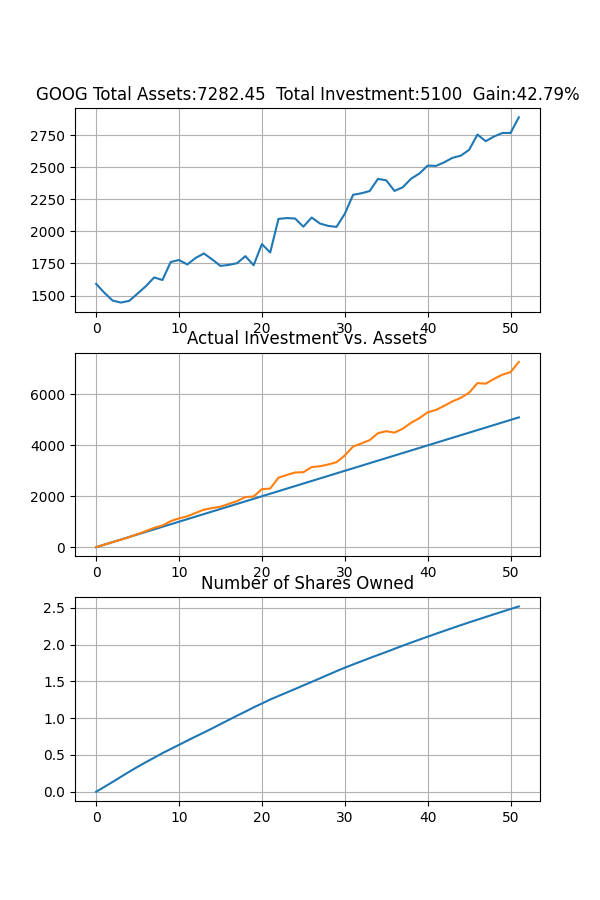 GOOG Total Assets:7282.45  Total Investment:5100  Gain:42.79%
2750
2500
2250
2000
1750
1500
0 10 20 30 40 50
Actual Investment vs. Assets
6000
4000
2000
0
0 10 20 30 40 50
Number of Shares Owned
2.5
2.0
1.5
1.0
0.5
0.0
0 10 20 30 40 50